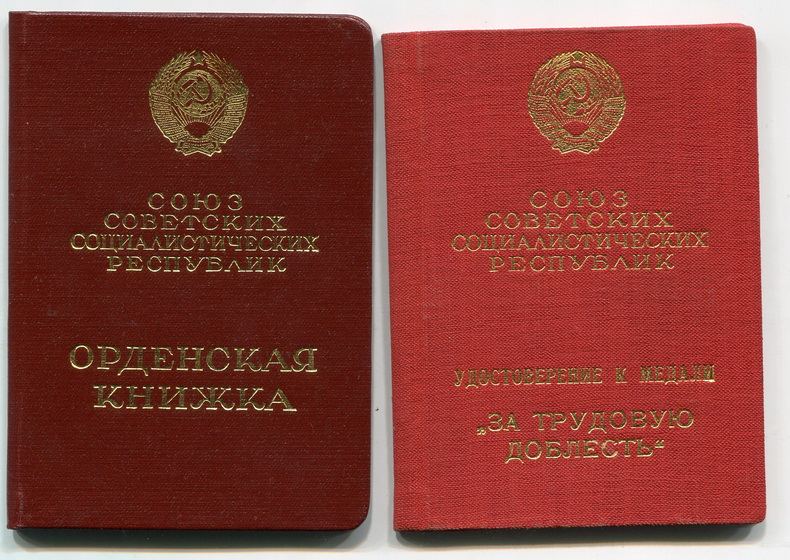 СОЮЗ
СОВЕТСКИХ
СОЦИАЛИСТИЧЕСКИХ
РЕСПУБЛИК
ОРДЕНСКАЯ
КНИЖКА
СОЮЗ
СОВЕТСКИХ
СОЦИАЛИСТИЧЕСКИХ
РЕСПУБЛИК
УДОСТОВЕРЕНИЕ К МЕДАЛИ
„ЗА ТРУДОВУЮ
ДОБЛЕСТЬ“